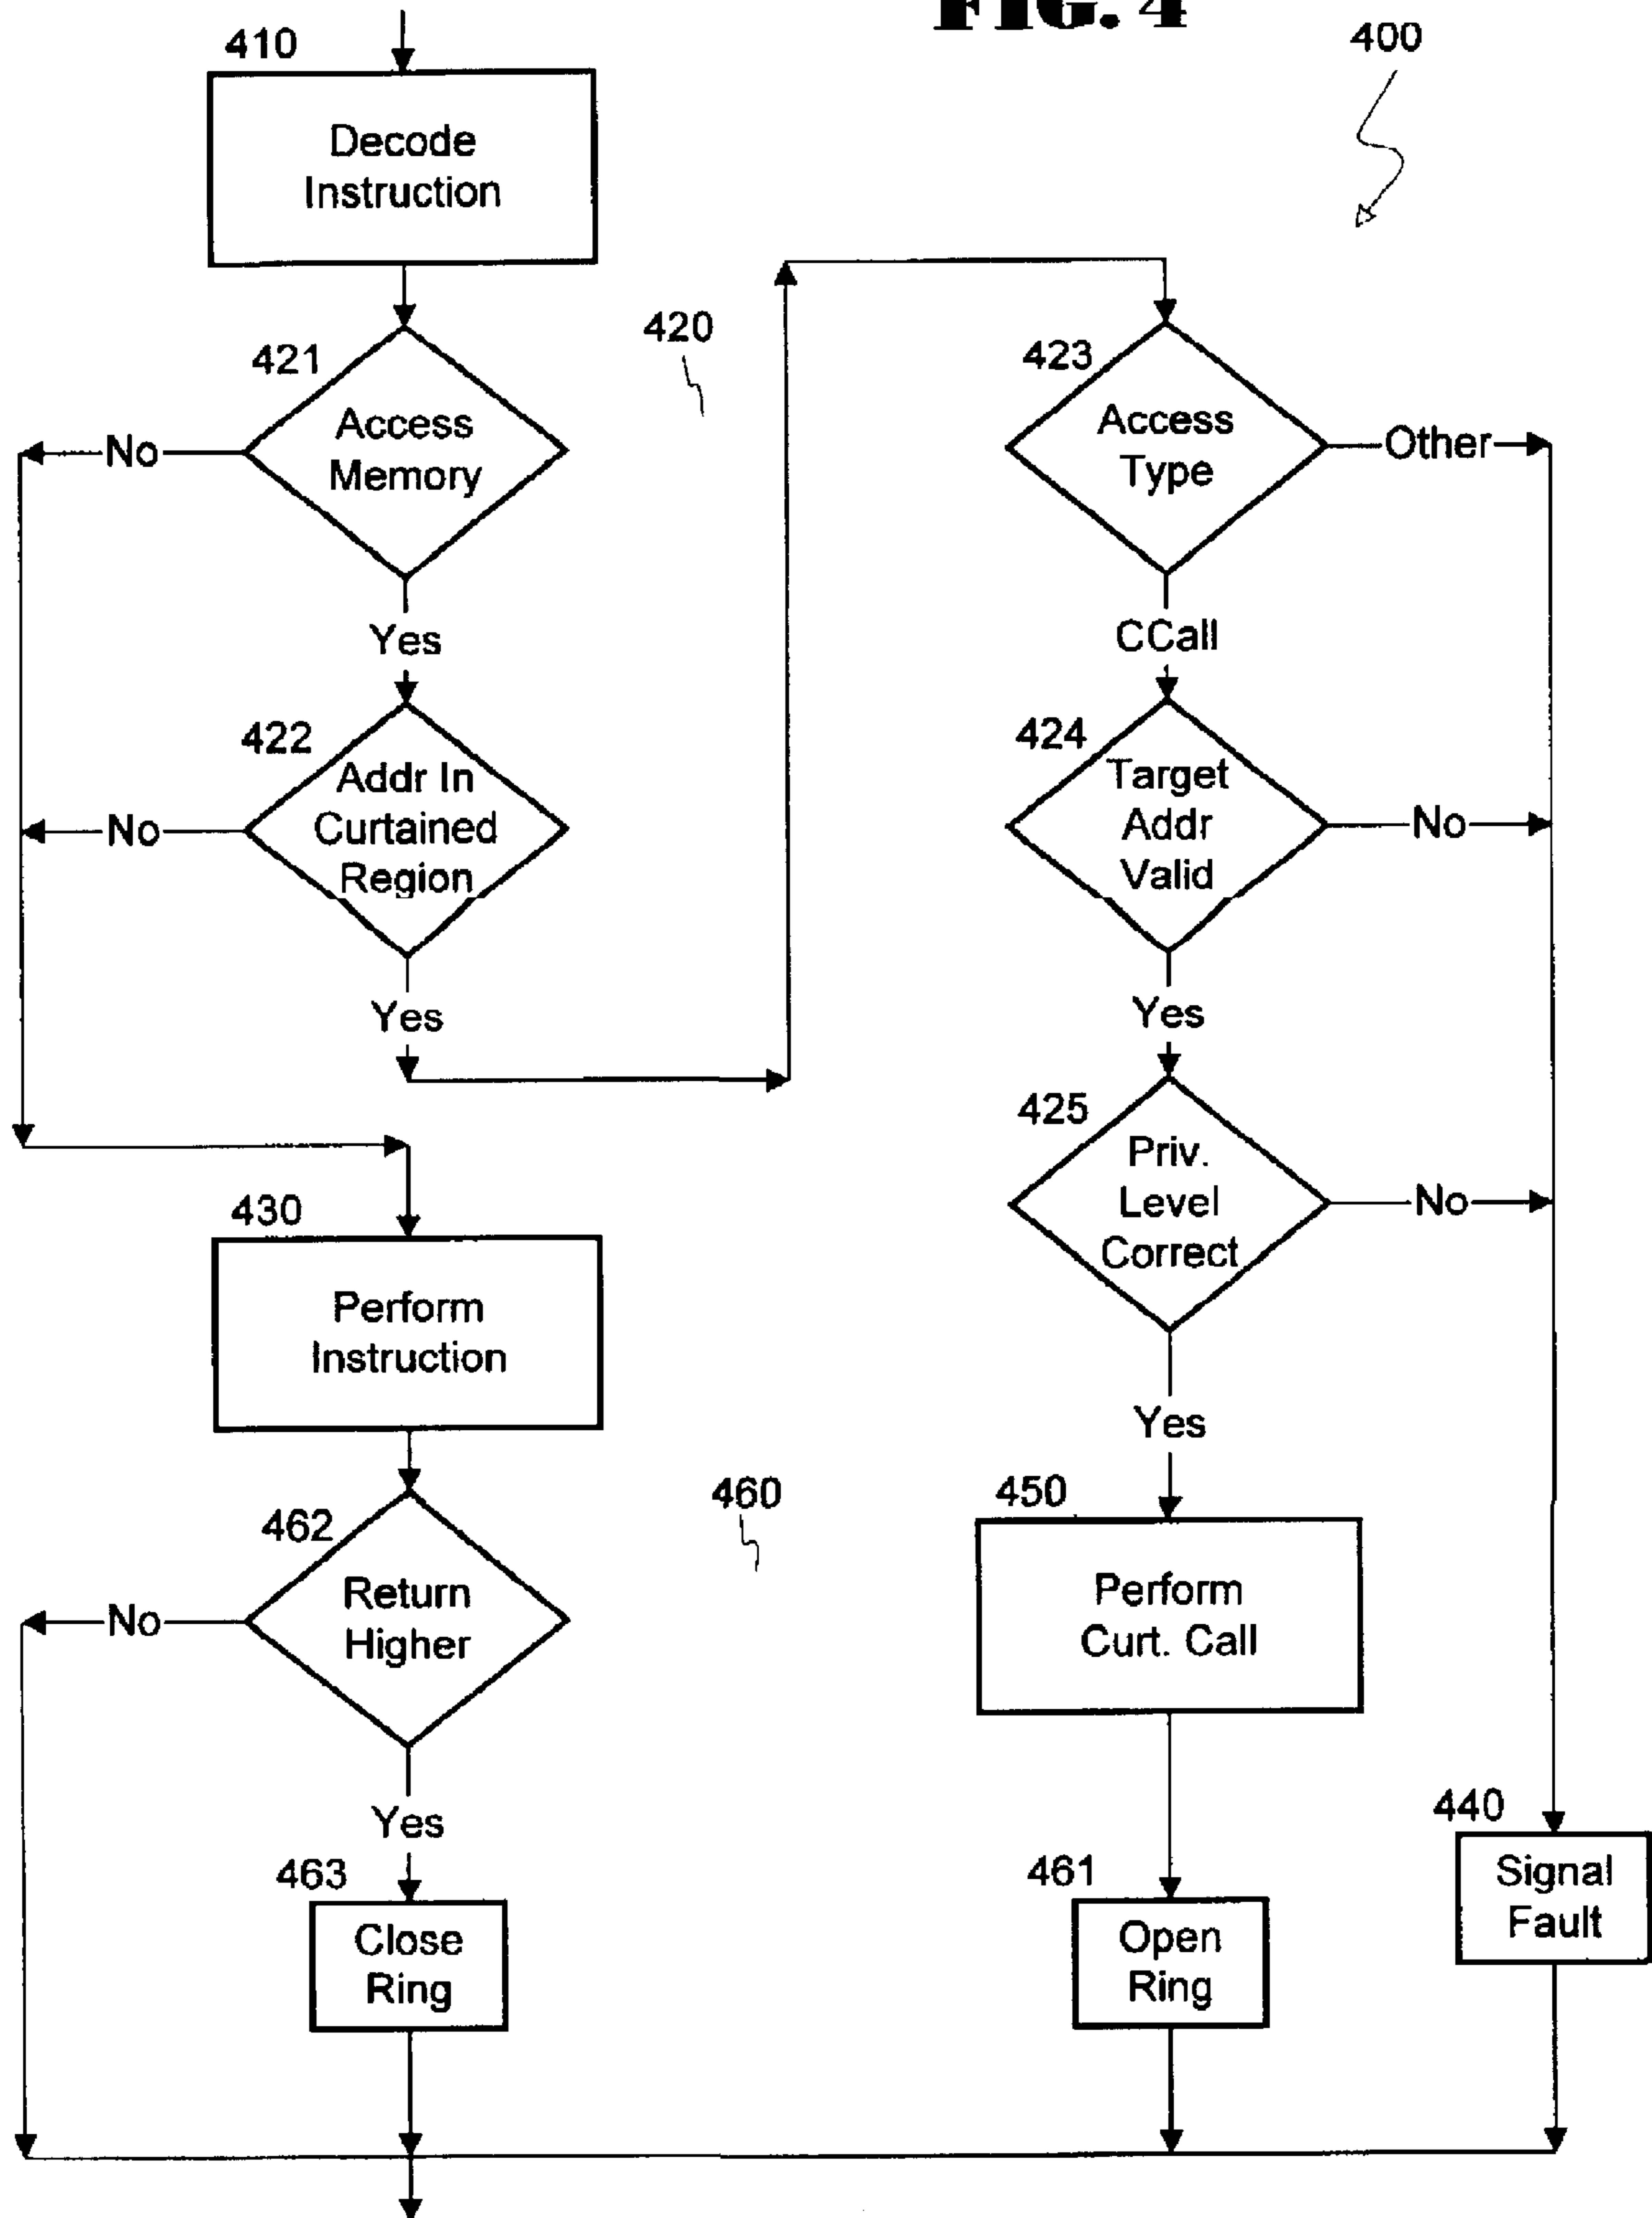 FIG. 4
400
410
Decode
Instruction
420
421
Access
Memory
No
Yes
422
Addr In
Curtained
Region
No
Yes
423
Access
Type
Other
CCall
424
Target
Addr
Valid
No
Yes
425
Priv.
Level
Correct
No
Yes
430
Perform
Instruction
460
462
Return
Higher
No
Yes
463
Close
Ring
450
Perform
Curt. Call
461
Open
Ring
440
Signal
Fault